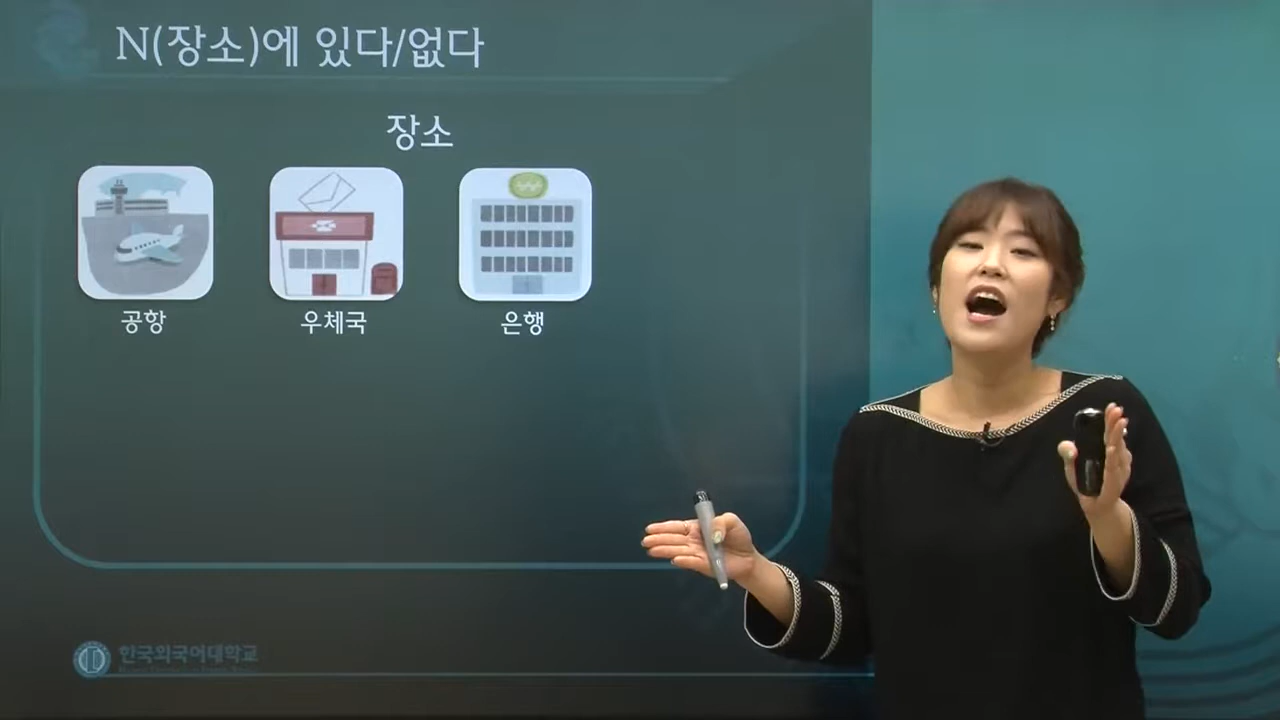 N(장소)에 있다/없다
장소
공항
우체국
은행
한국외국어대학교